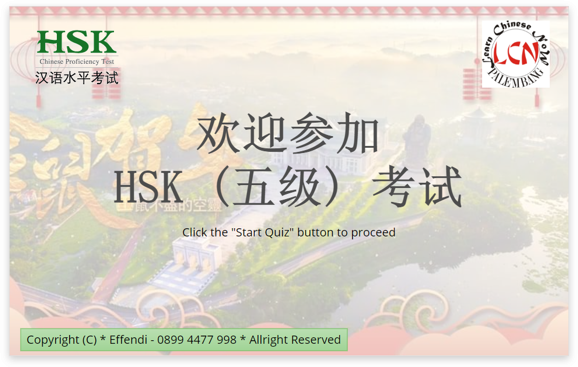 HSK
Chinese Proficiency Test
汉语水平考试
Learn Chinese Now
LCN
PALEMBANG
欢迎参加
HSK（五级）考试
Click the "Start Quiz" button to proceed
Copyright (C) * Effendi - 0899 4477 998 * Allright Reserved